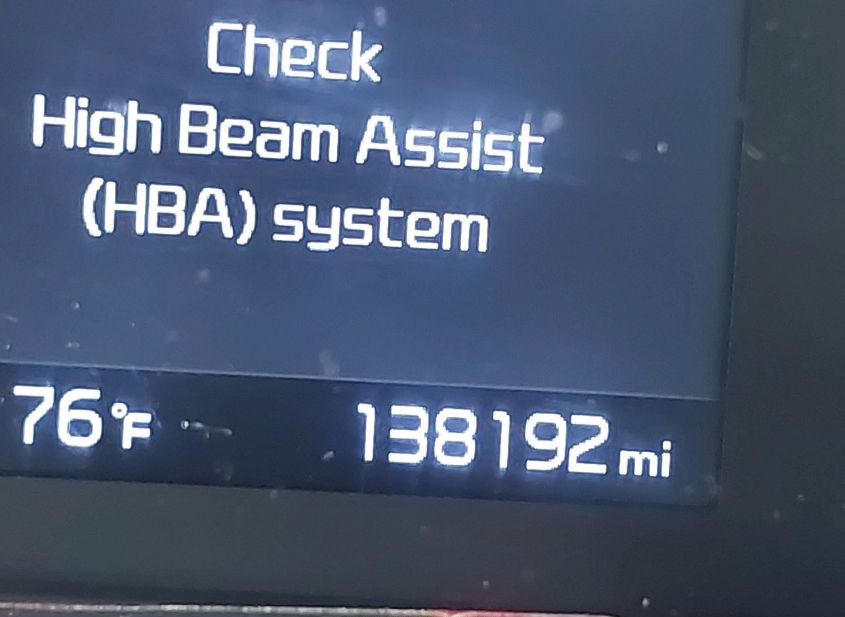 Check
High Beam Assist
(HBA) system
76°F 138192 mi